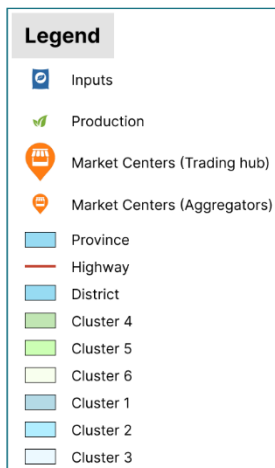 Legend
Inputs
Production
Market Centers (Trading hub)
Market Centers (Aggregators)
Province
Highway
District
Cluster 4
Cluster 5
Cluster 6
Cluster 1
Cluster 2
Cluster 3